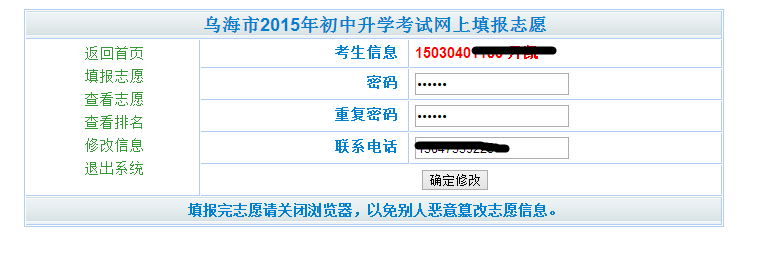 乌海市2015年初中升学考试网上填报志愿
返回首页
填报志愿
查看志愿
查看排名
修改信息
退出系统
考生信息 1503040
密码 ••••••
重复密码 ••••••
联系电话
确定修改
填报完志愿请关闭浏览器，以免别人恶意篡改志愿信息。